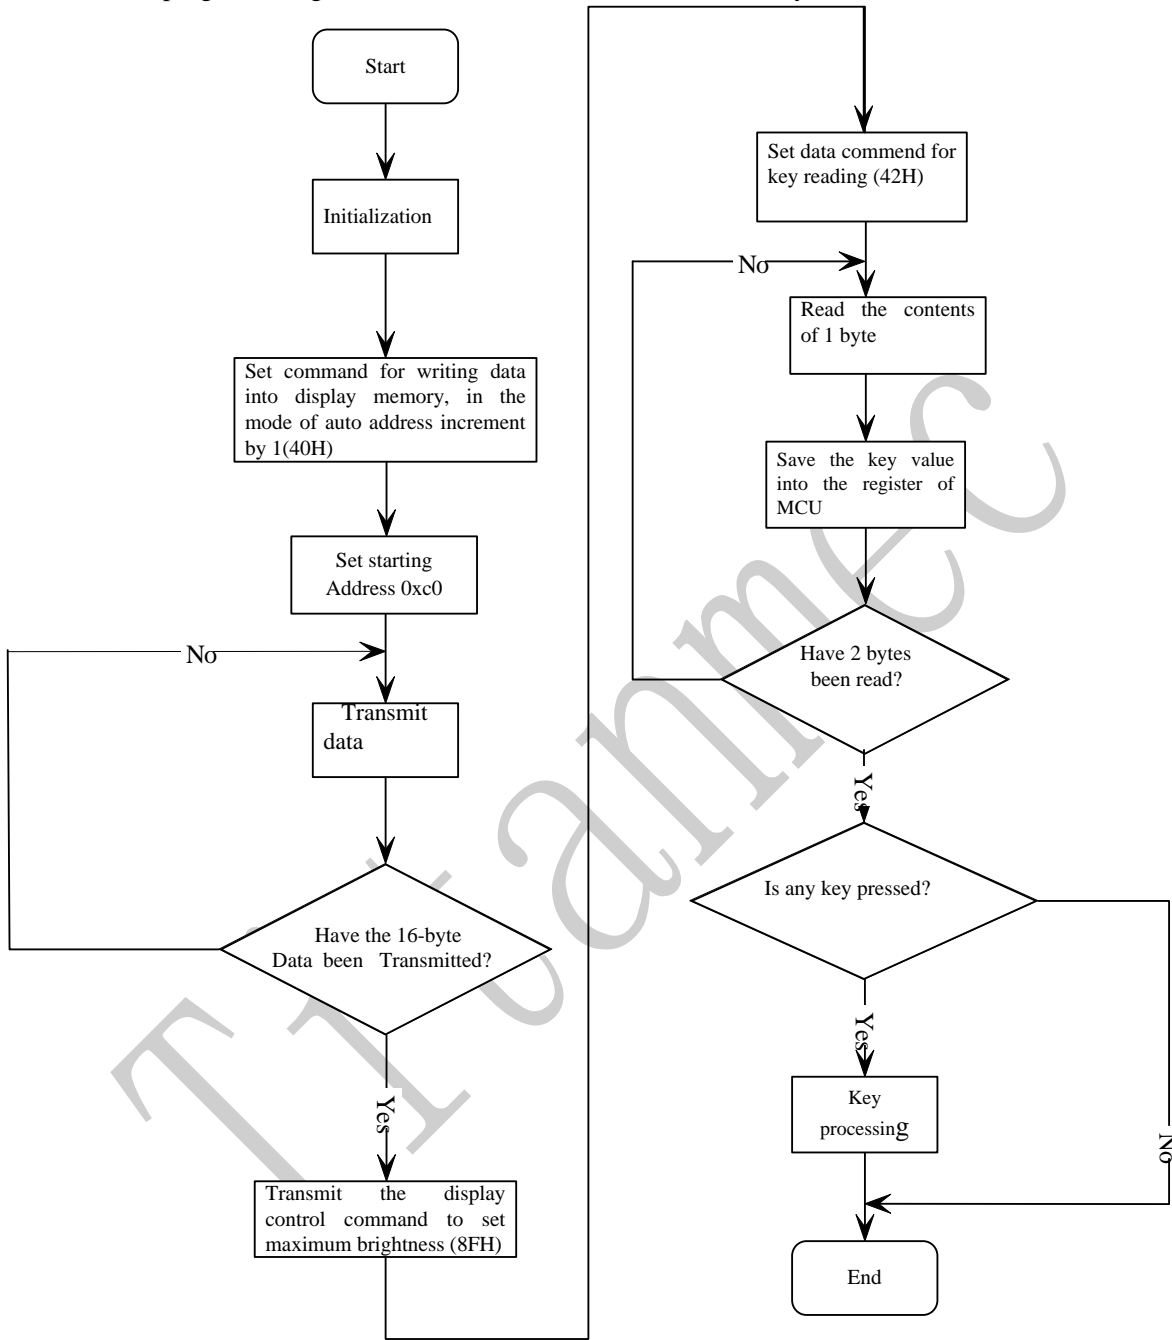 Start
Initialization
Set command for writing data
into display memory, in the
mode of auto address increment
by 1(40H)
Set starting
Address 0xc0
No
Transmit
data
Have the 16-byte
Data been Transmitted?
Yes
Transmit the display
control command to set
maximum brightness (8FH)
Set data commend for
key reading (42H)
No
Read the contents
of 1 byte
Save the key value
into the register of
MCU
Have 2 bytes
been read?
Yes
Is any key pressed?
Yes
No
Key
processing
End
Titanmec